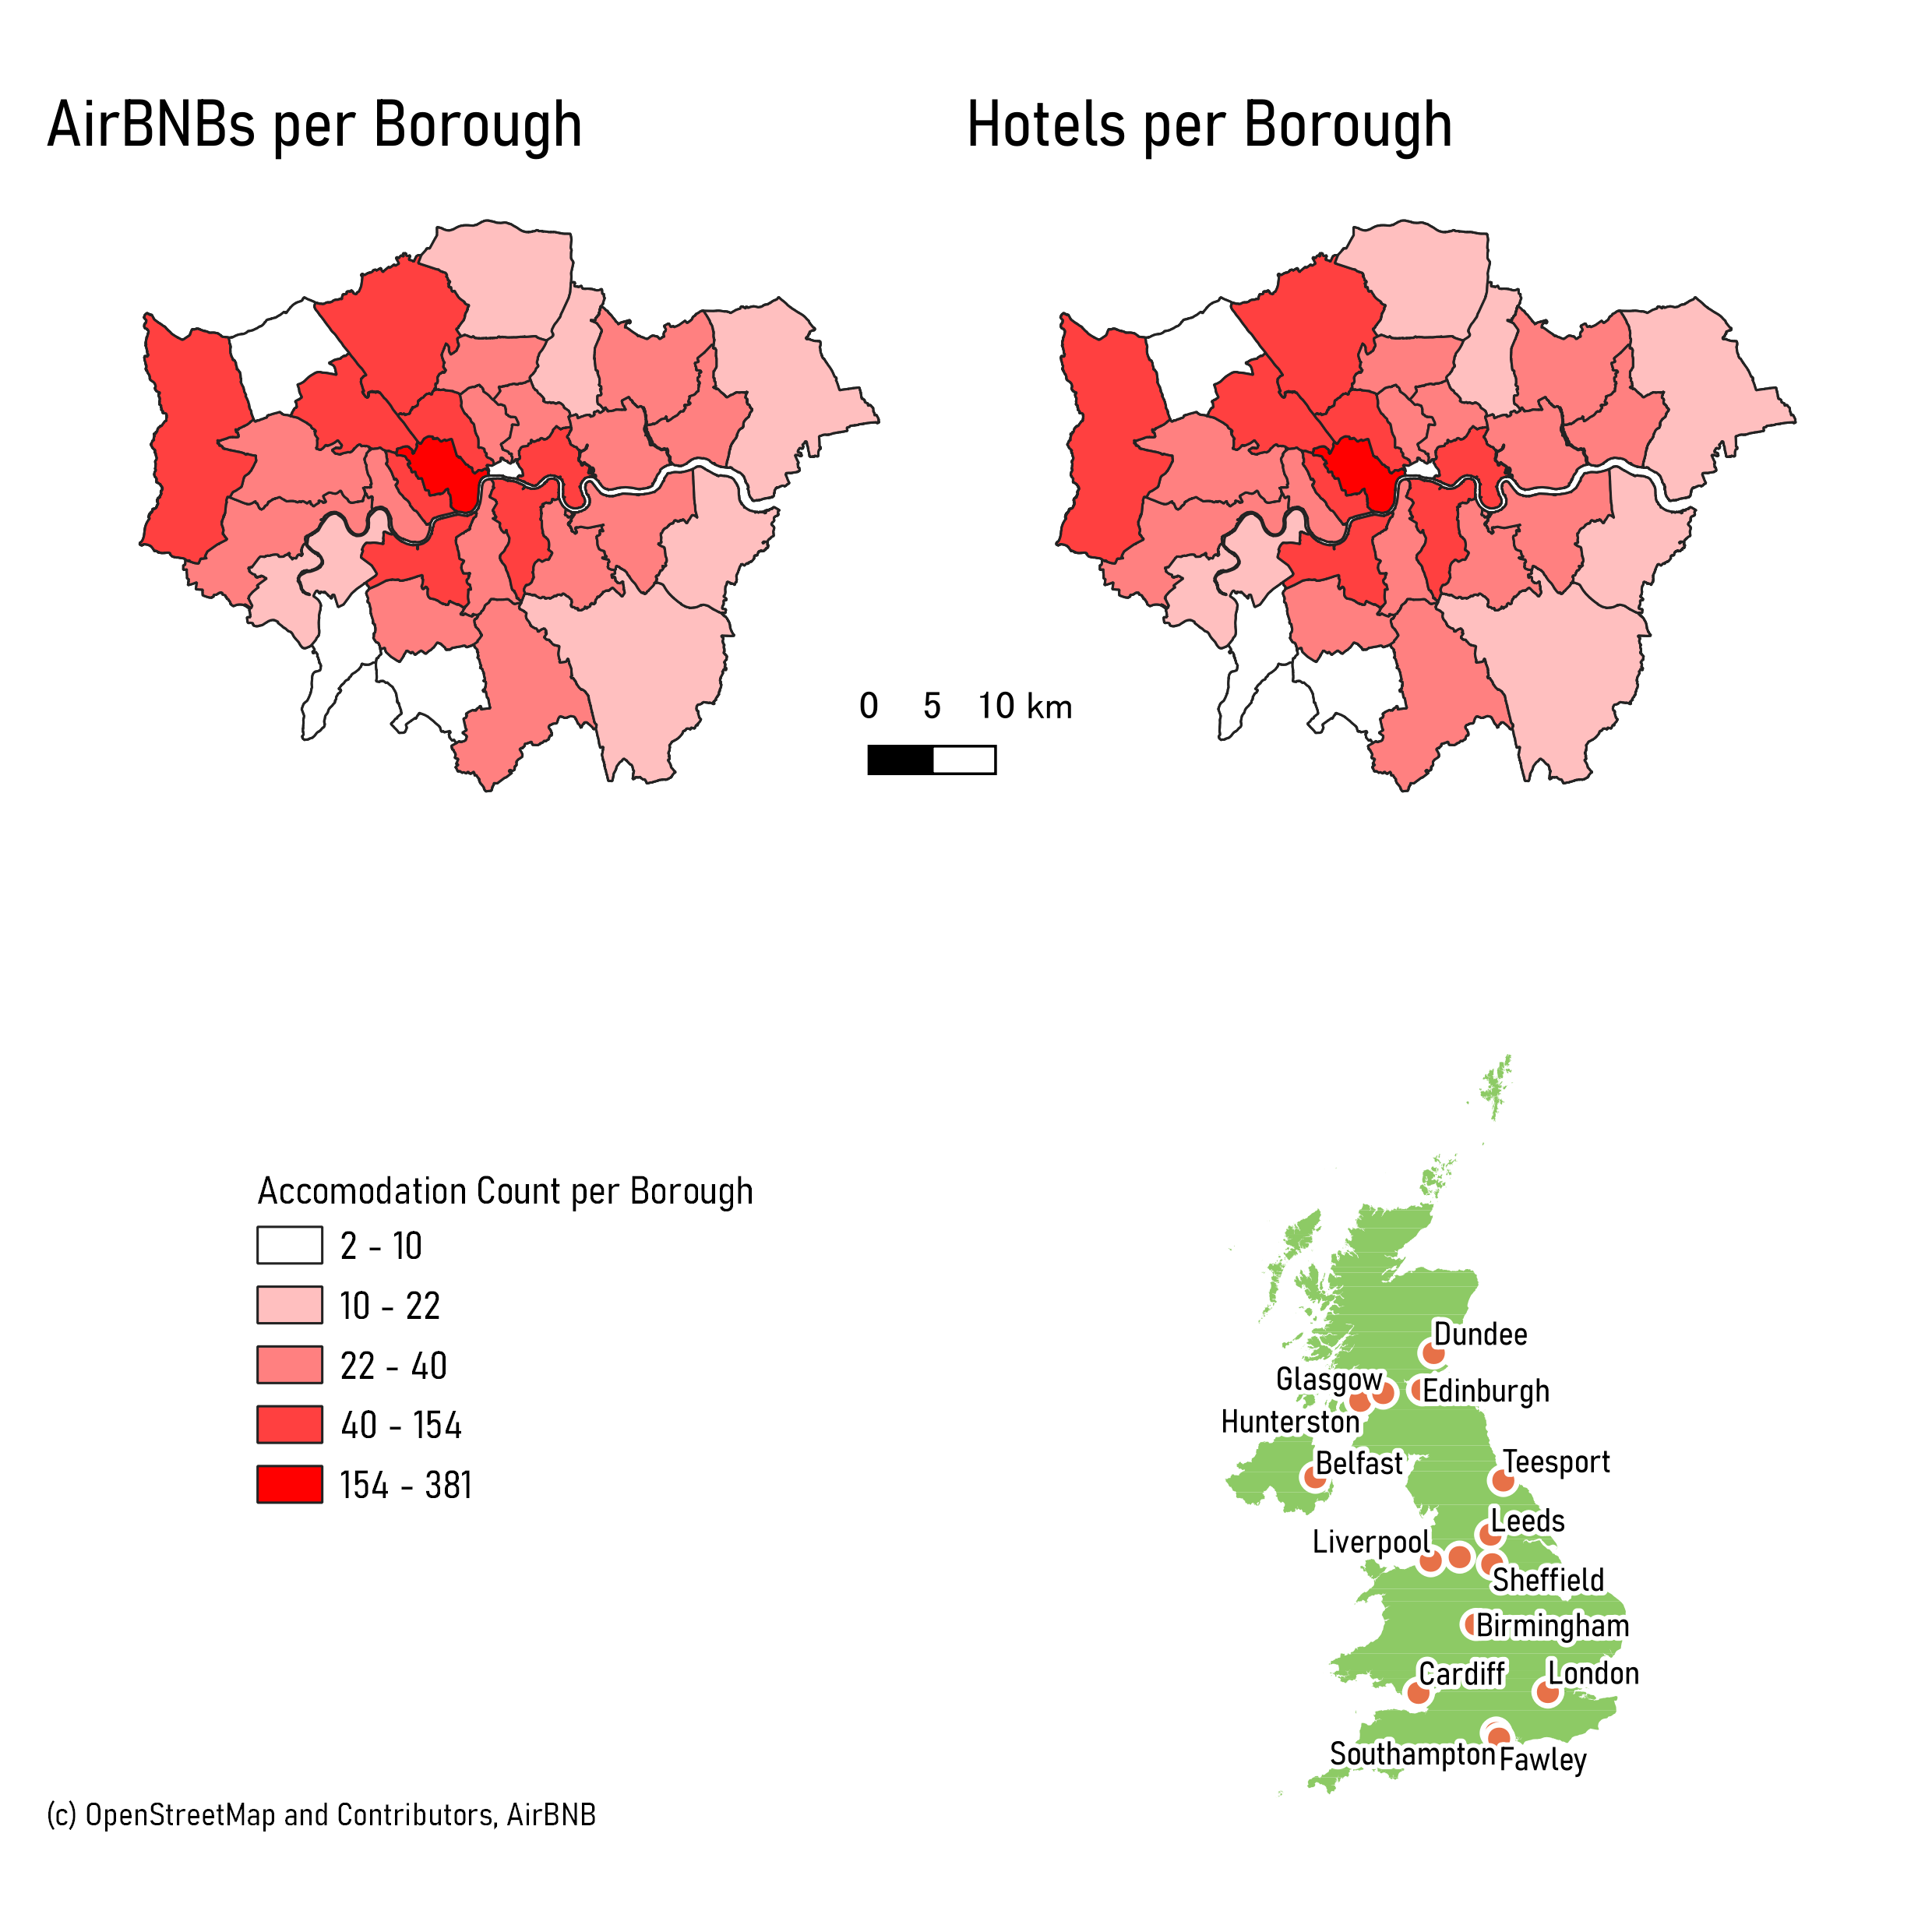 AirBNBs per Borough
Hotels per Borough
0 5 10 km
Accomodation Count per Borough
2 - 10
10 - 22
22 - 40
40 - 154
154 - 381
Dundee
Glasgow
Edinburgh
Hunterston
Belfast
Teesport
Leeds
Liverpool
Sheffield
Birmingham
Cardiff
London
Southampton
Fawley
(c) OpenStreetMap and Contributors, AirBNB